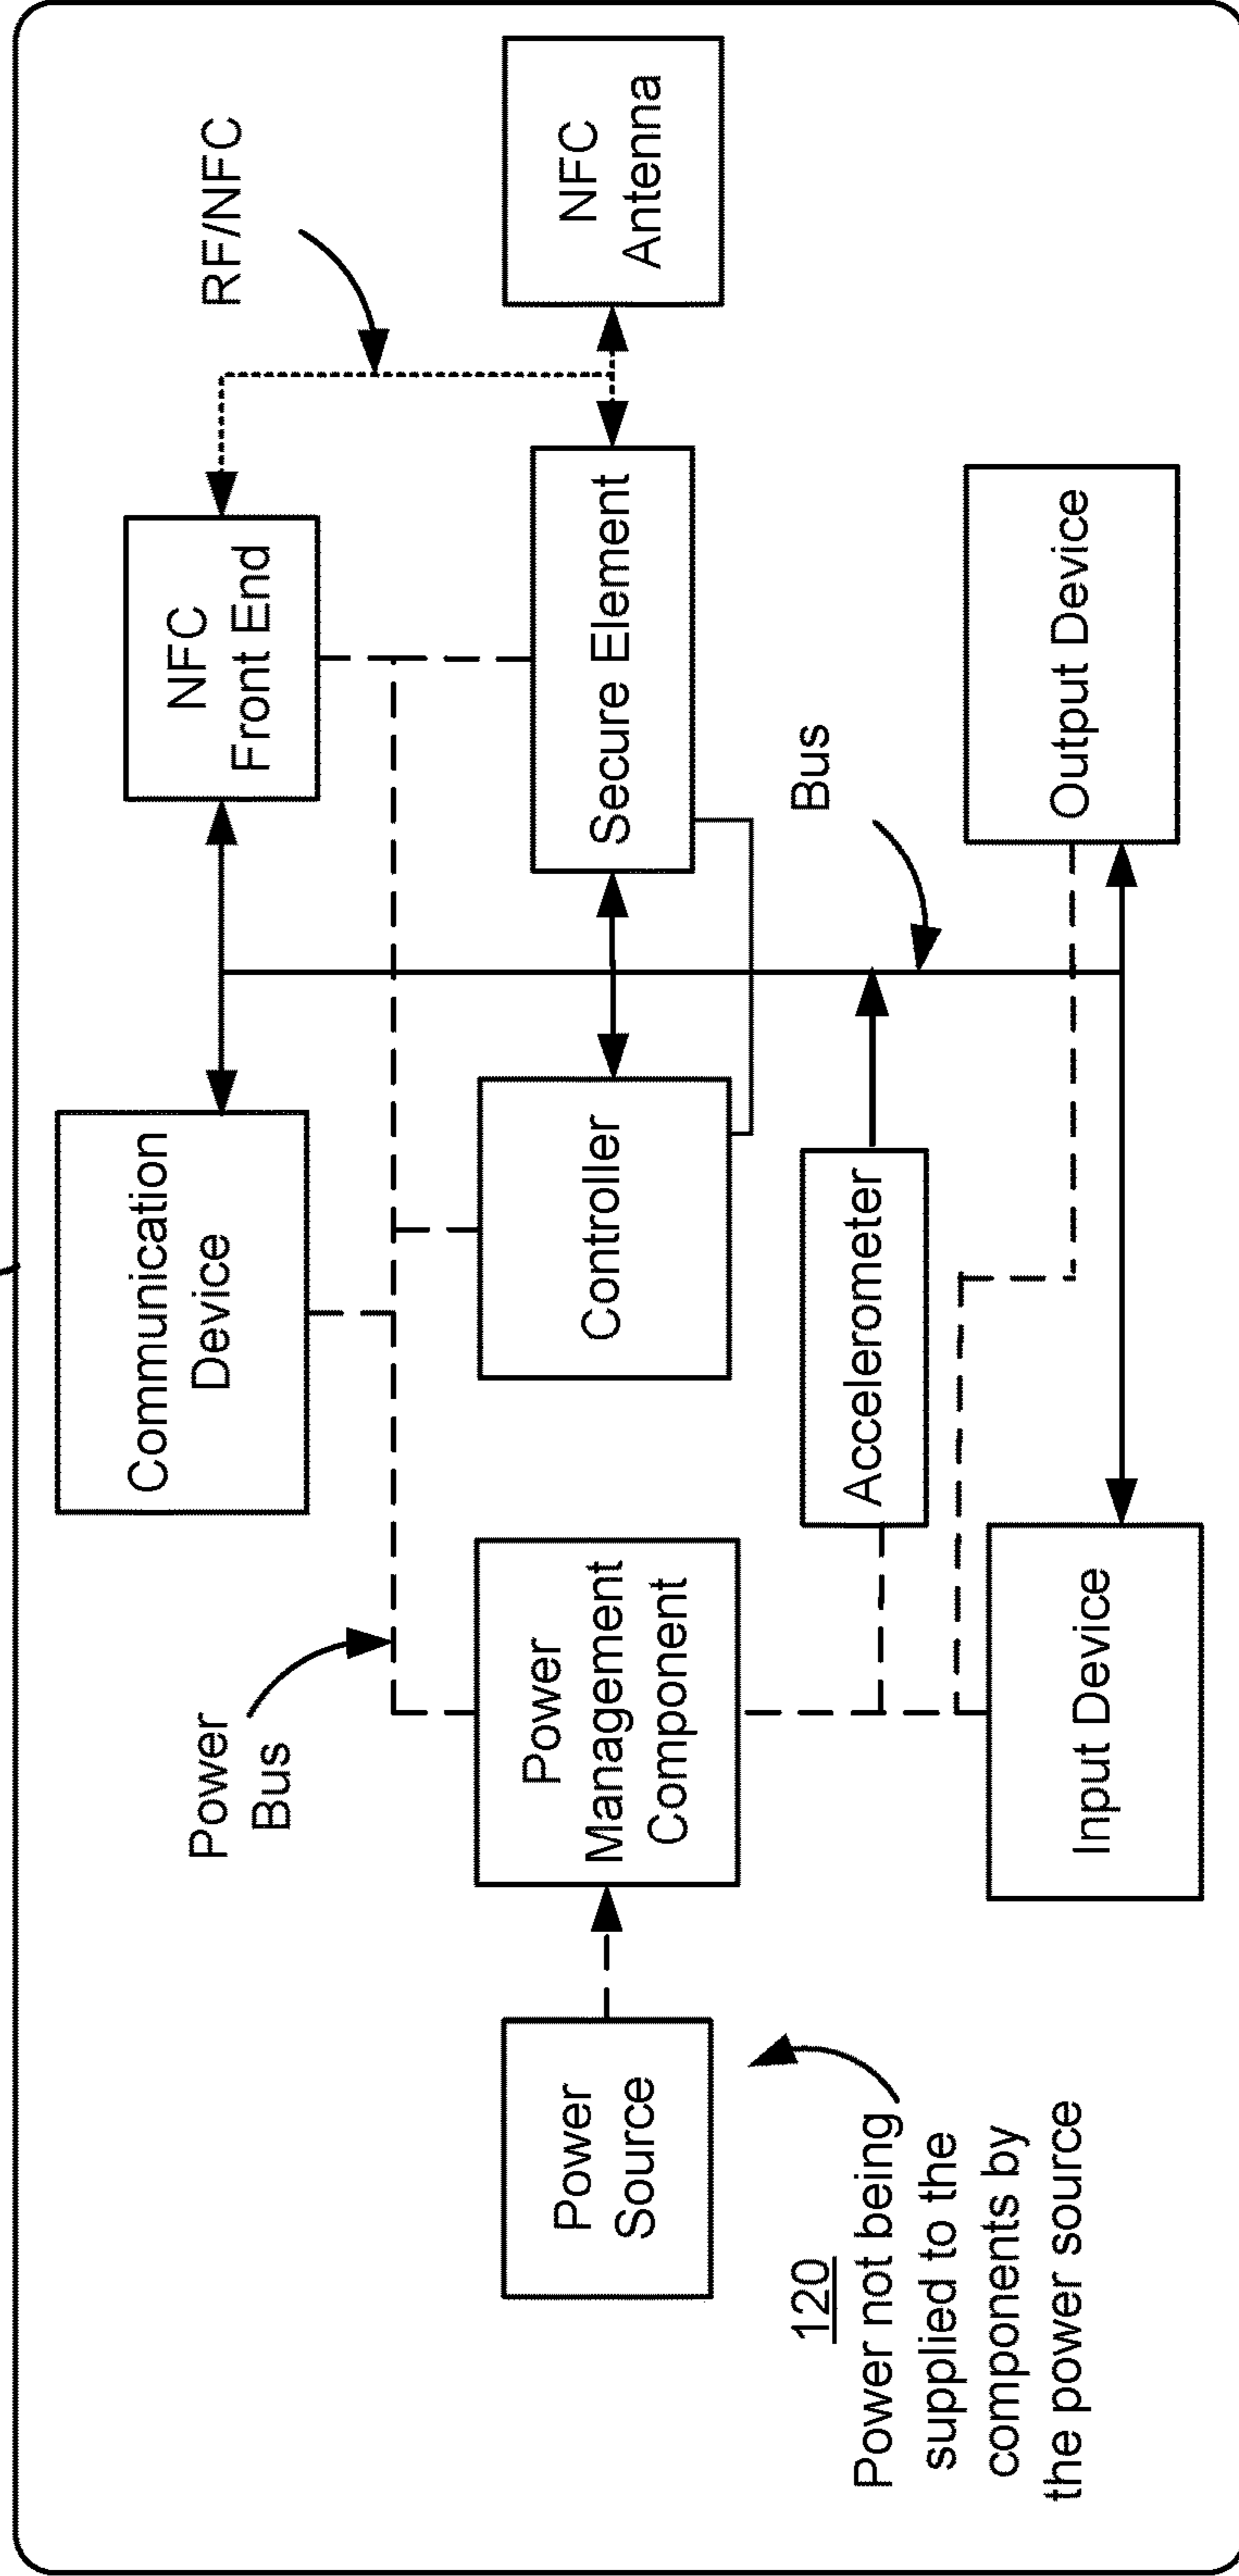 Communication
Device
NFC
Front End
RF/NFC
Power
Bus
Power
Source
Power
Management
Component
Controller
Secure Element
NFC
Antenna
120
Power not being
supplied to the
components by
the power source
Accelerometer
Bus
Input Device
Output Device